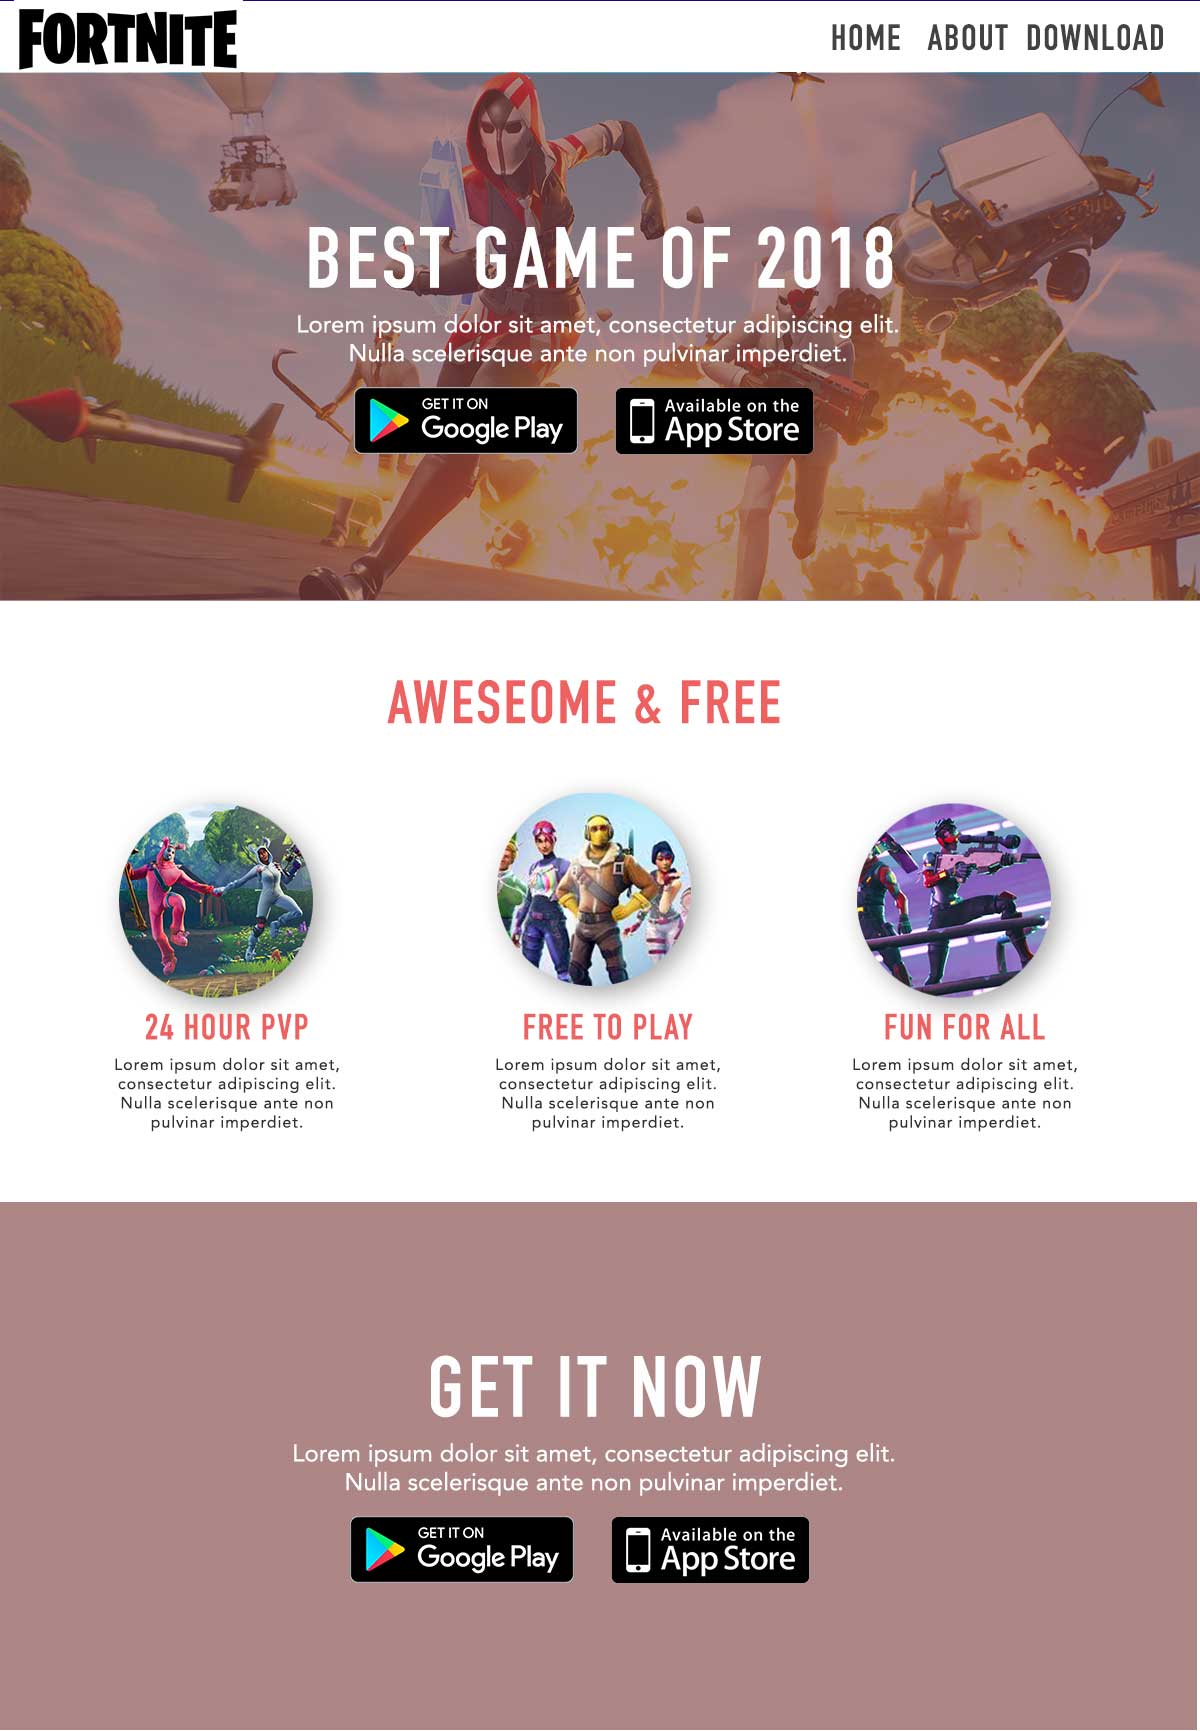 FORTNITE
HOME ABOUT DOWNLOAD
BEST GAME OF 2018
Lorem ipsum dolor sit amet, consectetur adipiscing elit.
Nulla scelerisque ante non pulvinar imperdiet.
GET IT ON
Google Play
Available on the
App Store
AWESEOME & FREE
24 HOUR PVP
Lorem ipsum dolor sit amet,
consectetur adipiscing elit.
Nulla scelerisque ante non
pulvinar imperdiet.
FREE TO PLAY
Lorem ipsum dolor sit amet,
consectetur adipiscing elit.
Nulla scelerisque ante non
pulvinar imperdiet.
FUN FOR ALL
Lorem ipsum dolor sit amet,
consectetur adipiscing elit.
Nulla scelerisque ante non
pulvinar imperdiet.
GET IT NOW
Lorem ipsum dolor sit amet, consectetur adipiscing elit.
Nulla scelerisque ante non pulvinar imperdiet.
GET IT ON
Google Play
Available on the
App Store